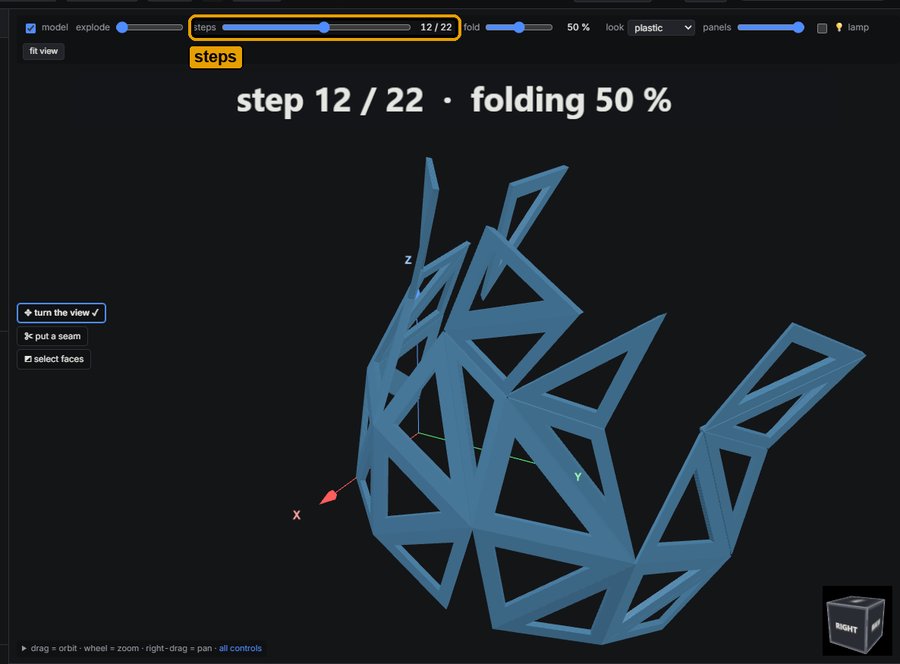 model explode steps 12 / 22 fold 50 % look plastic panels 💡 lamp
fit view
steps
step 12 / 22 · folding 50 %
Z
✥ turn the view ✓
✂ put a seam
◩ select faces
Y
X
RIGHT
▶ drag = orbit · wheel = zoom · right-drag = pan · all controls